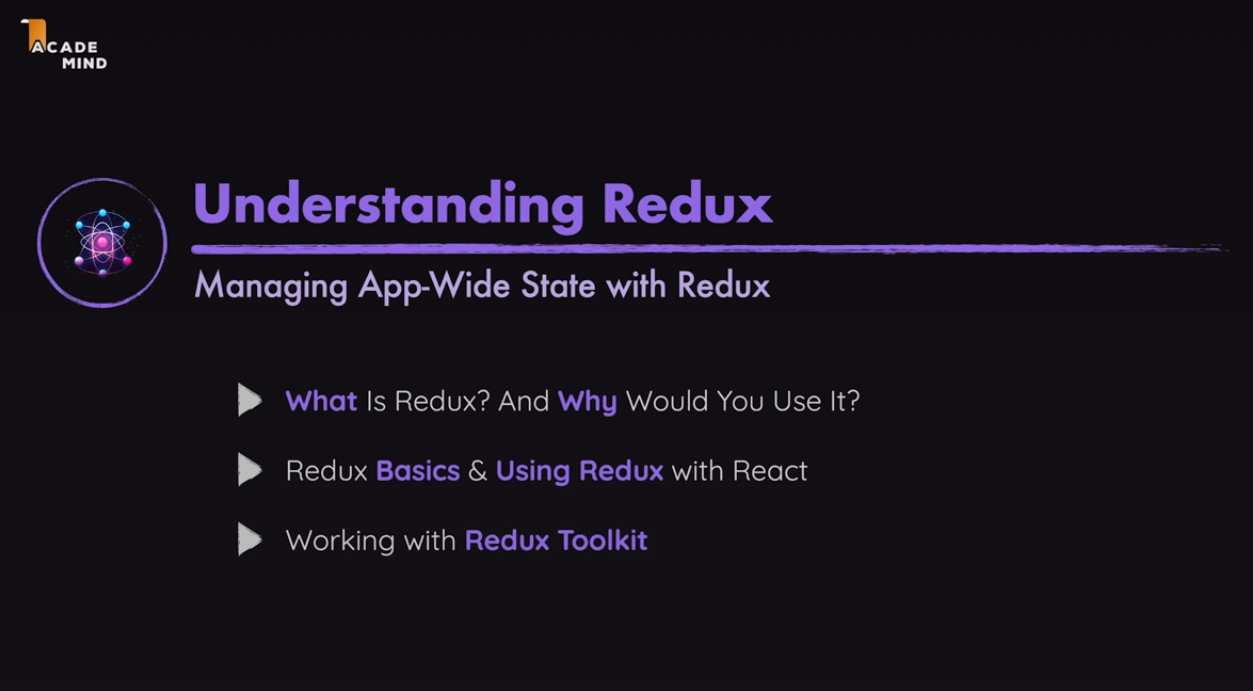 ACADE
MIND
Understanding Redux
Managing App-Wide State with Redux
What Is Redux? And Why Would You Use It?
Redux Basics & Using Redux with React
Working with Redux Toolkit